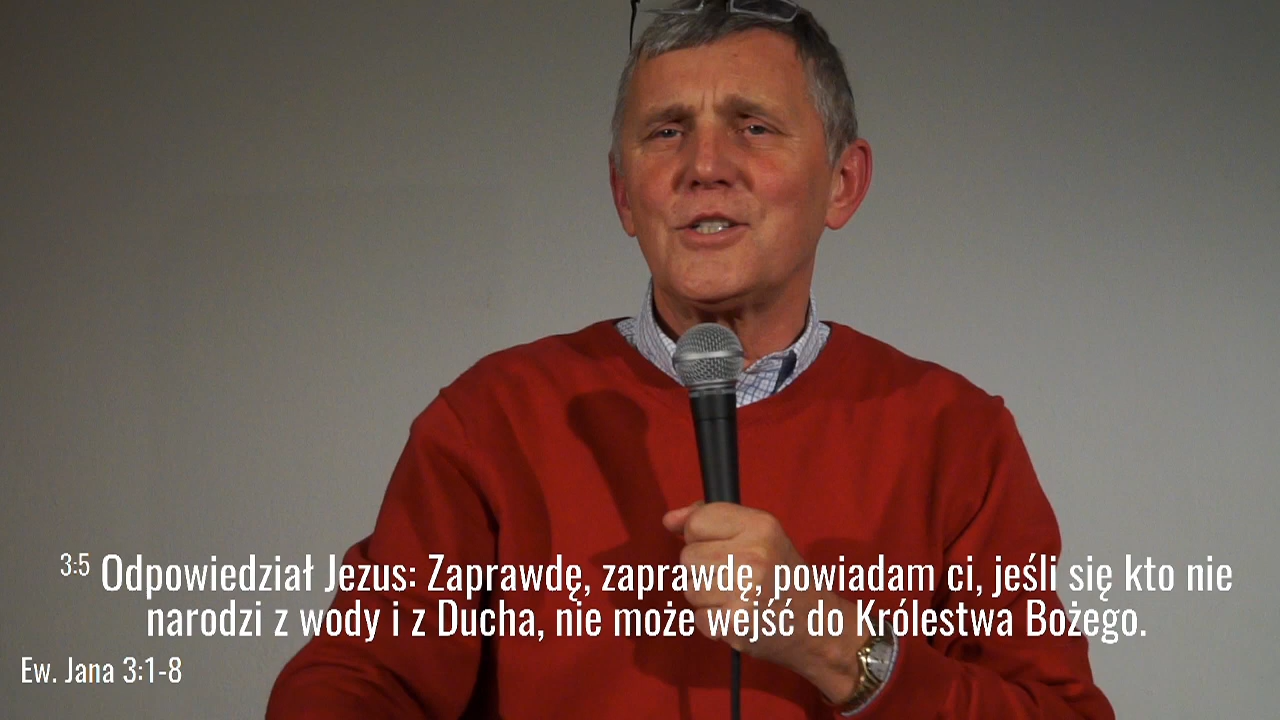 3:5 Odpowiedział Jezus: Zaprawdę, zaprawdę, powiadam ci, jeśli się kto nie
narodzi z wody i z Ducha, nie może wejść do Królestwa Bożego.
Ew. Jana 3:1-8